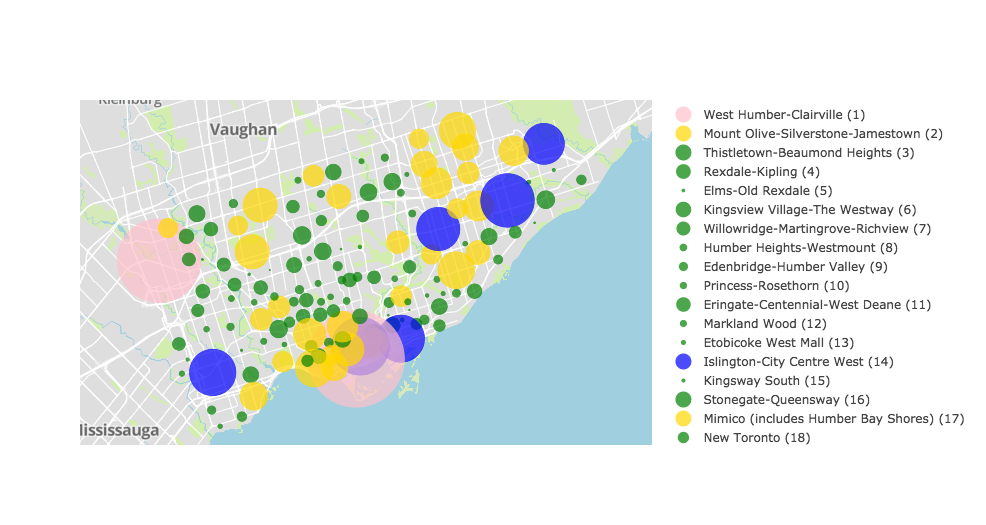 Kleinburg
Vaughan
Mississauga
West Humber-Clairville (1)
Mount Olive-Silverstone-Jamestown (2)
Thistletown-Beaumond Heights (3)
Rexdale-Kipling (4)
Elms-Old Rexdale (5)
Kingsview Village-The Westway (6)
Willowridge-Martingrove-Richview (7)
Humber Heights-Westmount (8)
Edenbridge-Humber Valley (9)
Princess-Rosethorn (10)
Eringate-Centennial-West Deane (11)
Markland Wood (12)
Etobicoke West Mall (13)
Islington-City Centre West (14)
Kingsway South (15)
Stonegate-Queensway (16)
Mimico (includes Humber Bay Shores) (17)
New Toronto (18)